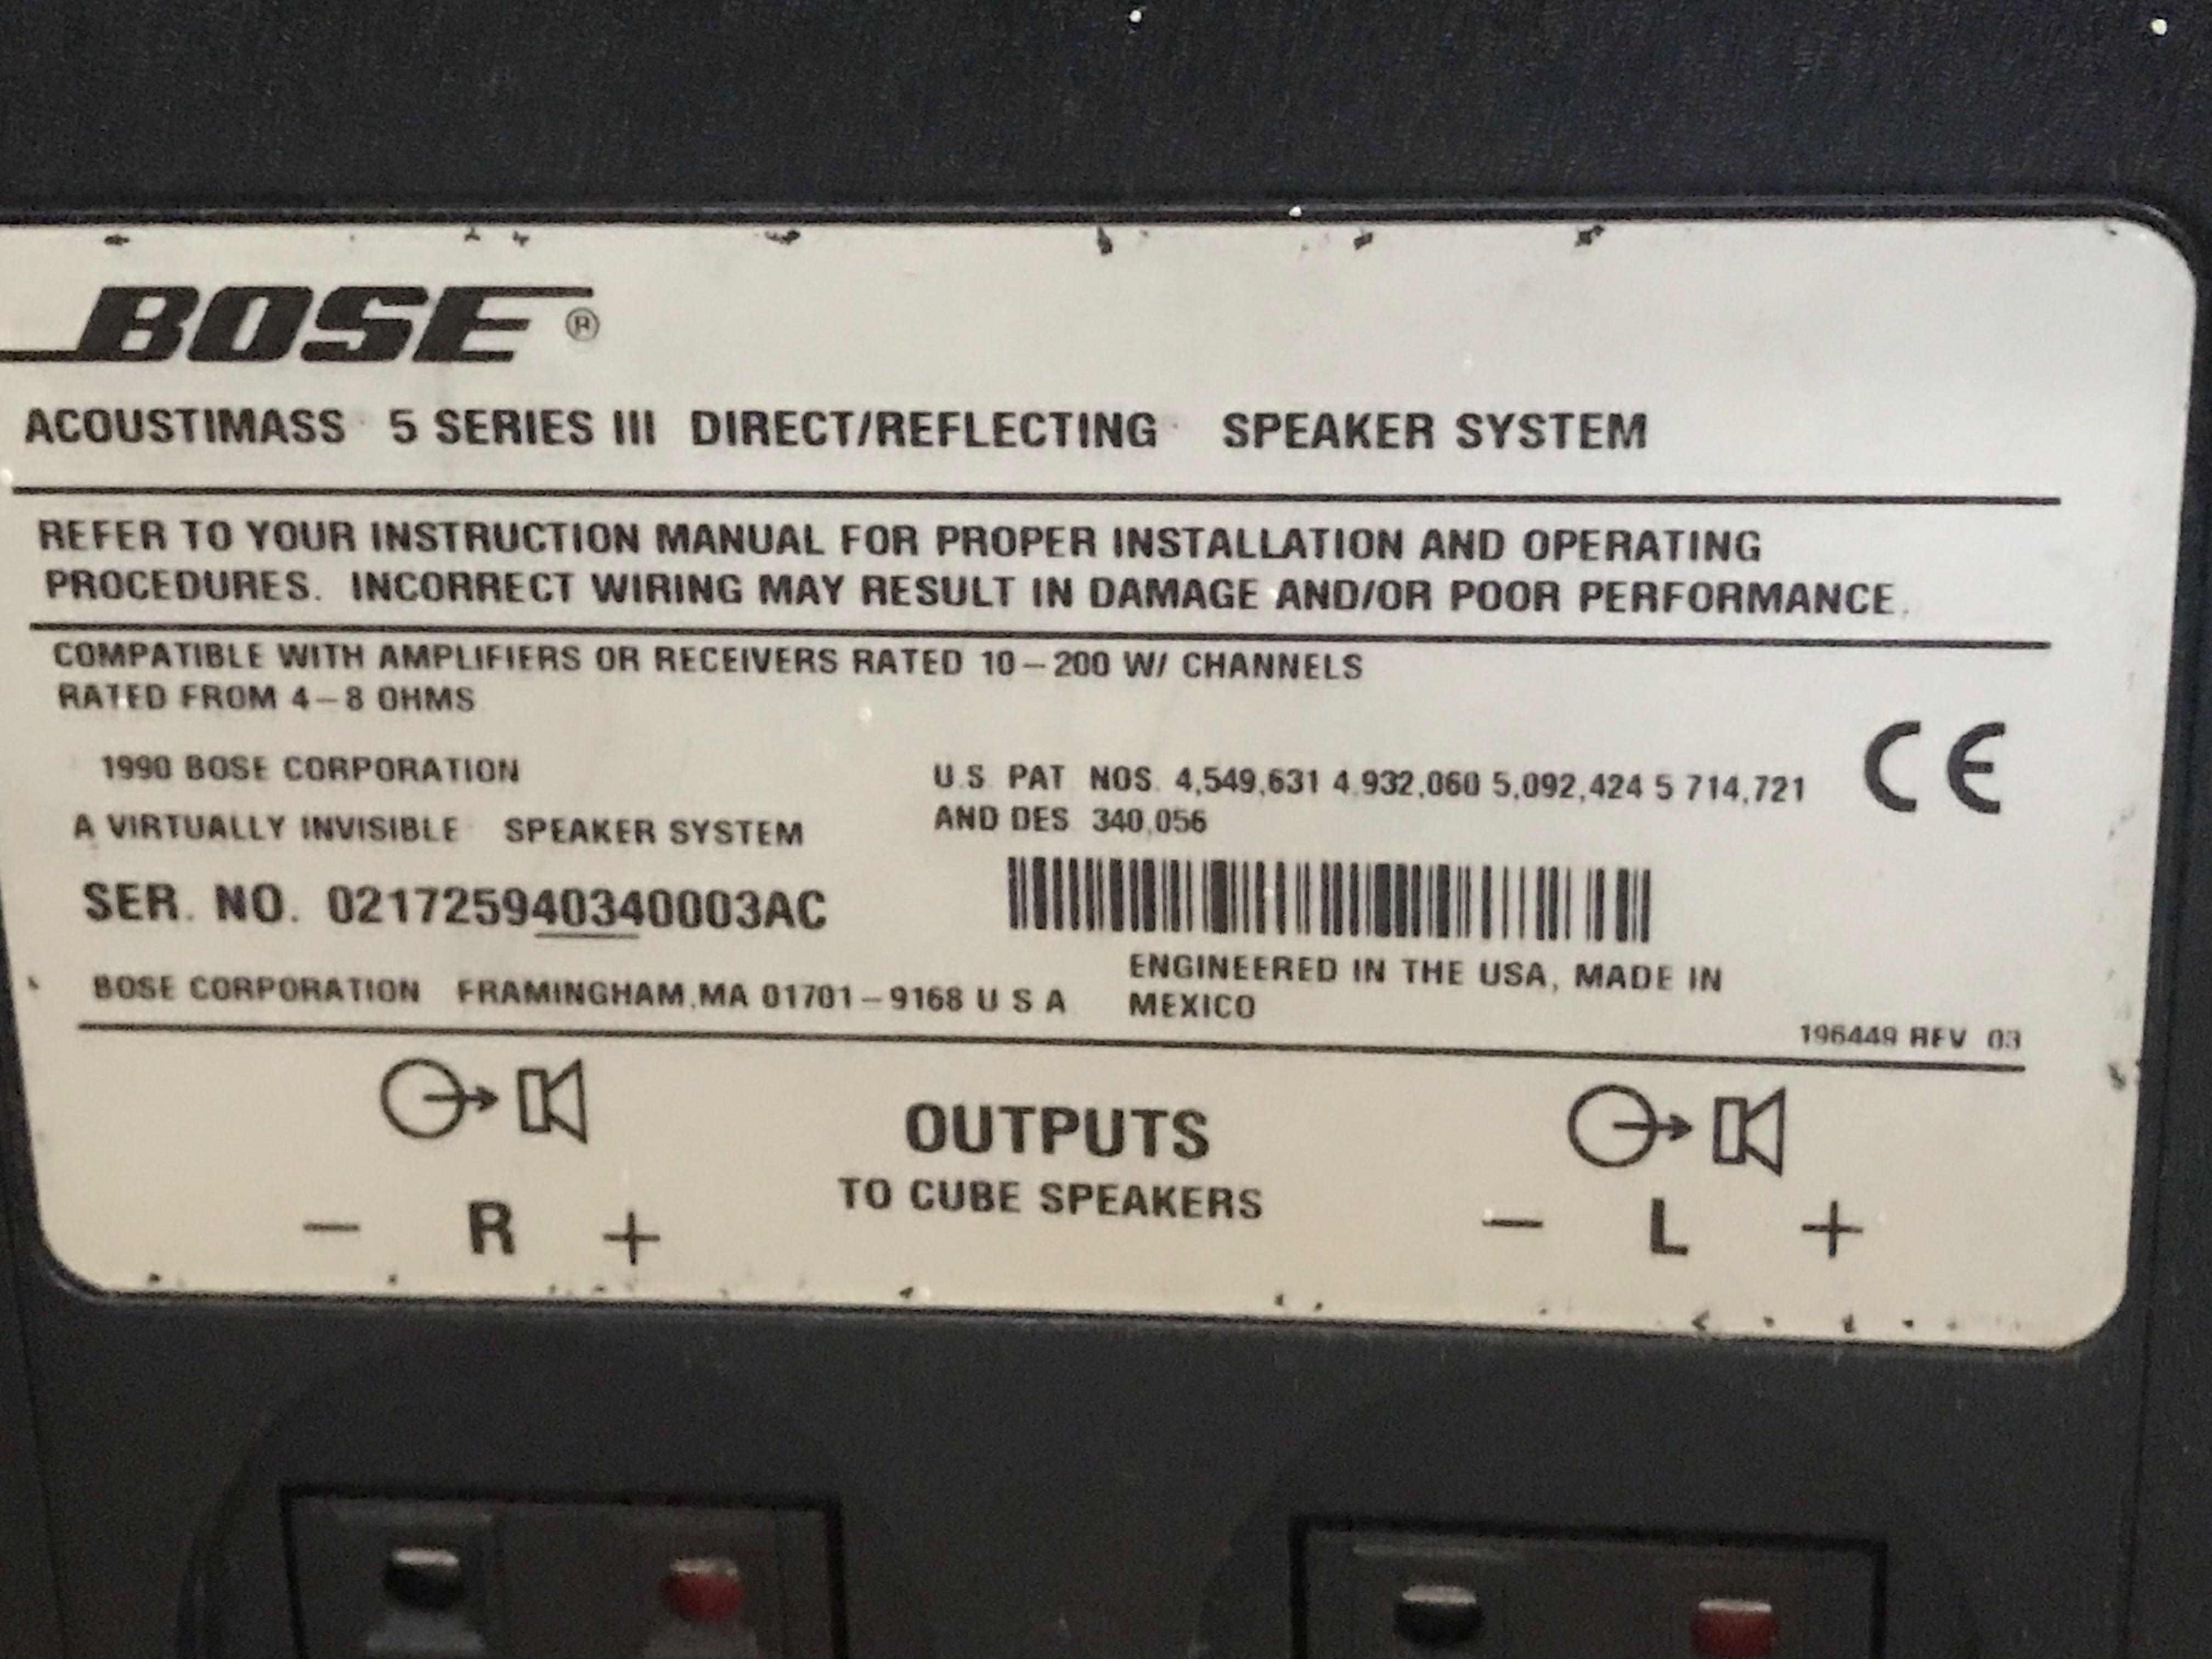 BOSE®
ACOUSTIMASS 5 SERIES III DIRECT/REFLECTING SPEAKER SYSTEM
REFER TO YOUR INSTRUCTION MANUAL FOR PROPER INSTALLATION AND OPERATING
PROCEDURES. INCORRECT WIRING MAY RESULT IN DAMAGE AND/OR POOR PERFORMANCE.
COMPATIBLE WITH AMPLIFIERS OR RECEIVERS RATED 10–200 W/ CHANNELS
RATED FROM 4–8 OHMS
1990 BOSE CORPORATION
A VIRTUALLY INVISIBLE SPEAKER SYSTEM
U.S PAT NOS. 4,549,631 4.932,060 5,092,424 5 714,721
AND DES 340,056
CE
SER. NO. 021725940340003AC
BOSE CORPORATION FRAMINGHAM,MA 01701–9168 U S A
ENGINEERED IN THE USA, MADE IN
MEXICO
196449 REV 03
OUTPUTS
TO CUBE SPEAKERS
– R +
– L +